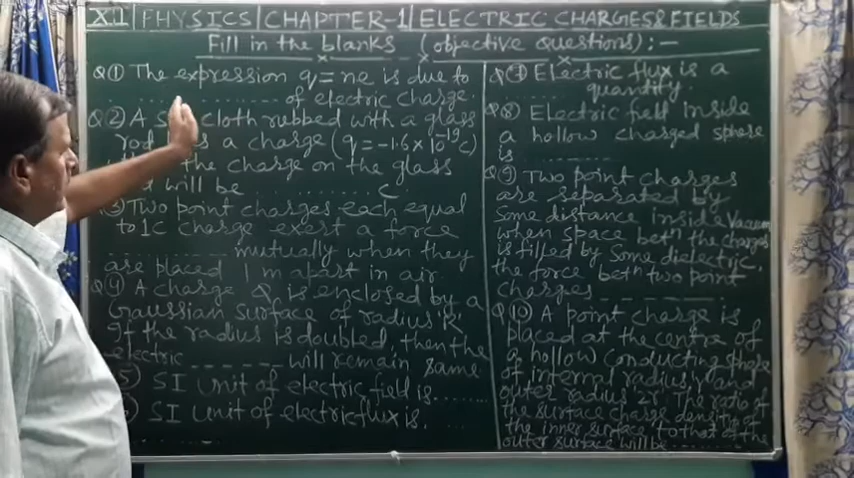 XI | PHYSICS | CHAPTER-1 | ELECTRIC CHARGES & FIELDS
Fill in the blanks (objective Questions):-
Q① The expression q = ne is due to
............ of electric charge.
Q② A cloth rubbed with a glass
rod a charge (q = -1.6 × 10⁻¹⁹ C)
the charge on the glass
will be ............ C
Two point charges each equal
to 1C charge exert a force
............ mutually when they
are placed 1 m apart in air
Q④ A charge Q is enclosed by a
Gaussian Surface of radius 'R'
If the radius is doubled, then the
electric ------- will remain same
5) SI Unit of electric field is........
SI Unit of electric flux is.
Q⑦ Electric flux is a
........ quantity.
Q⑧ Electric field inside
a hollow charged sphere
is ........
Q⑨ Two point charges
are separated by
Some distance inside Vacuum
when space betn the charges
is filled by Some dielectric,
the force betn two point
charges ------------
Q⑩ A point charge is
placed at the centre of
a hollow conducting sphere
of internal radius 'r' and
outer radius '2r'. The ratio of
the surface charge density of
the inner surface to that of the
outer surface will be........